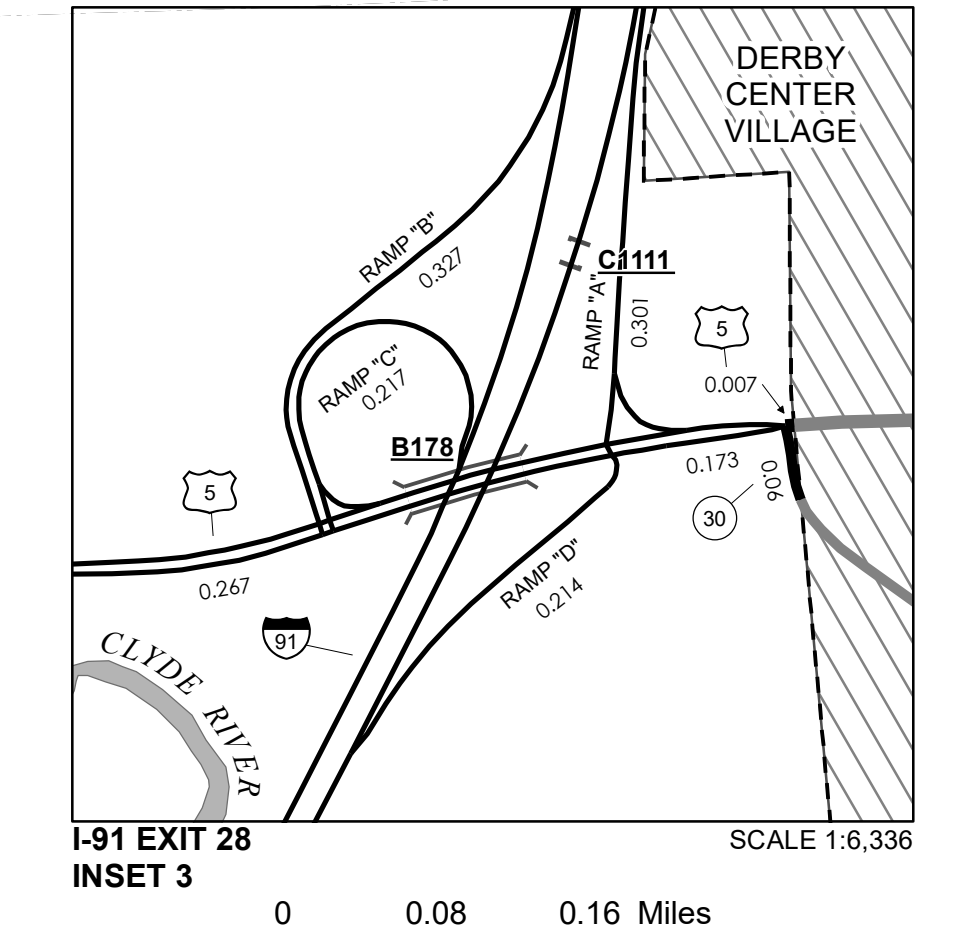 DERBY
CENTER
VILLAGE
RAMP "B"
0.327
C1111
RAMP "A"
0.301
5
0.007
RAMP "C"
0.217
B178
5
0.173
0.06
30
0.267
RAMP "D"
0.214
91
CLYDE RIVER
I-91 EXIT 28
SCALE 1:6,336
INSET 3
0 0.08 0.16 Miles